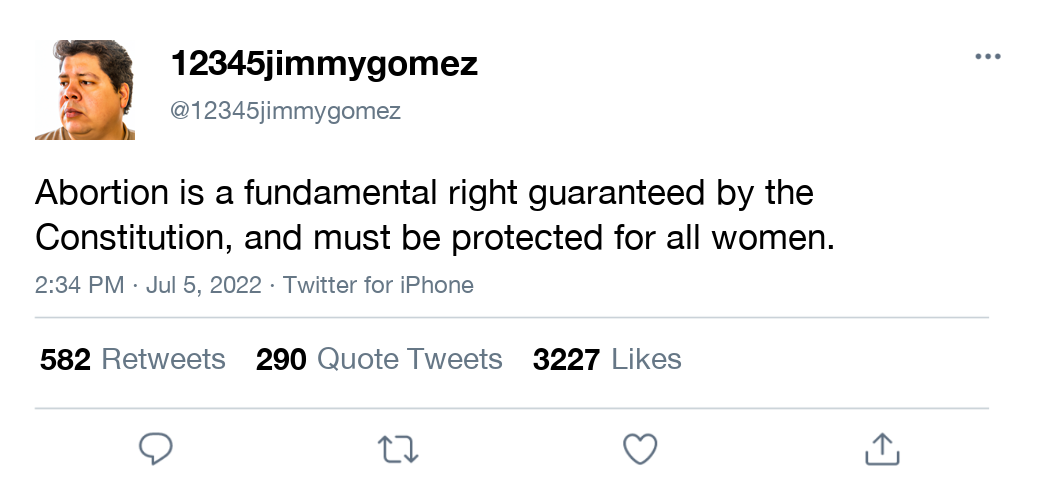 12345jimmygomez
@12345jimmygomez
Abortion is a fundamental right guaranteed by the
Constitution, and must be protected for all women.
2:34 PM · Jul 5, 2022 · Twitter for iPhone
582 Retweets 290 Quote Tweets 3227 Likes